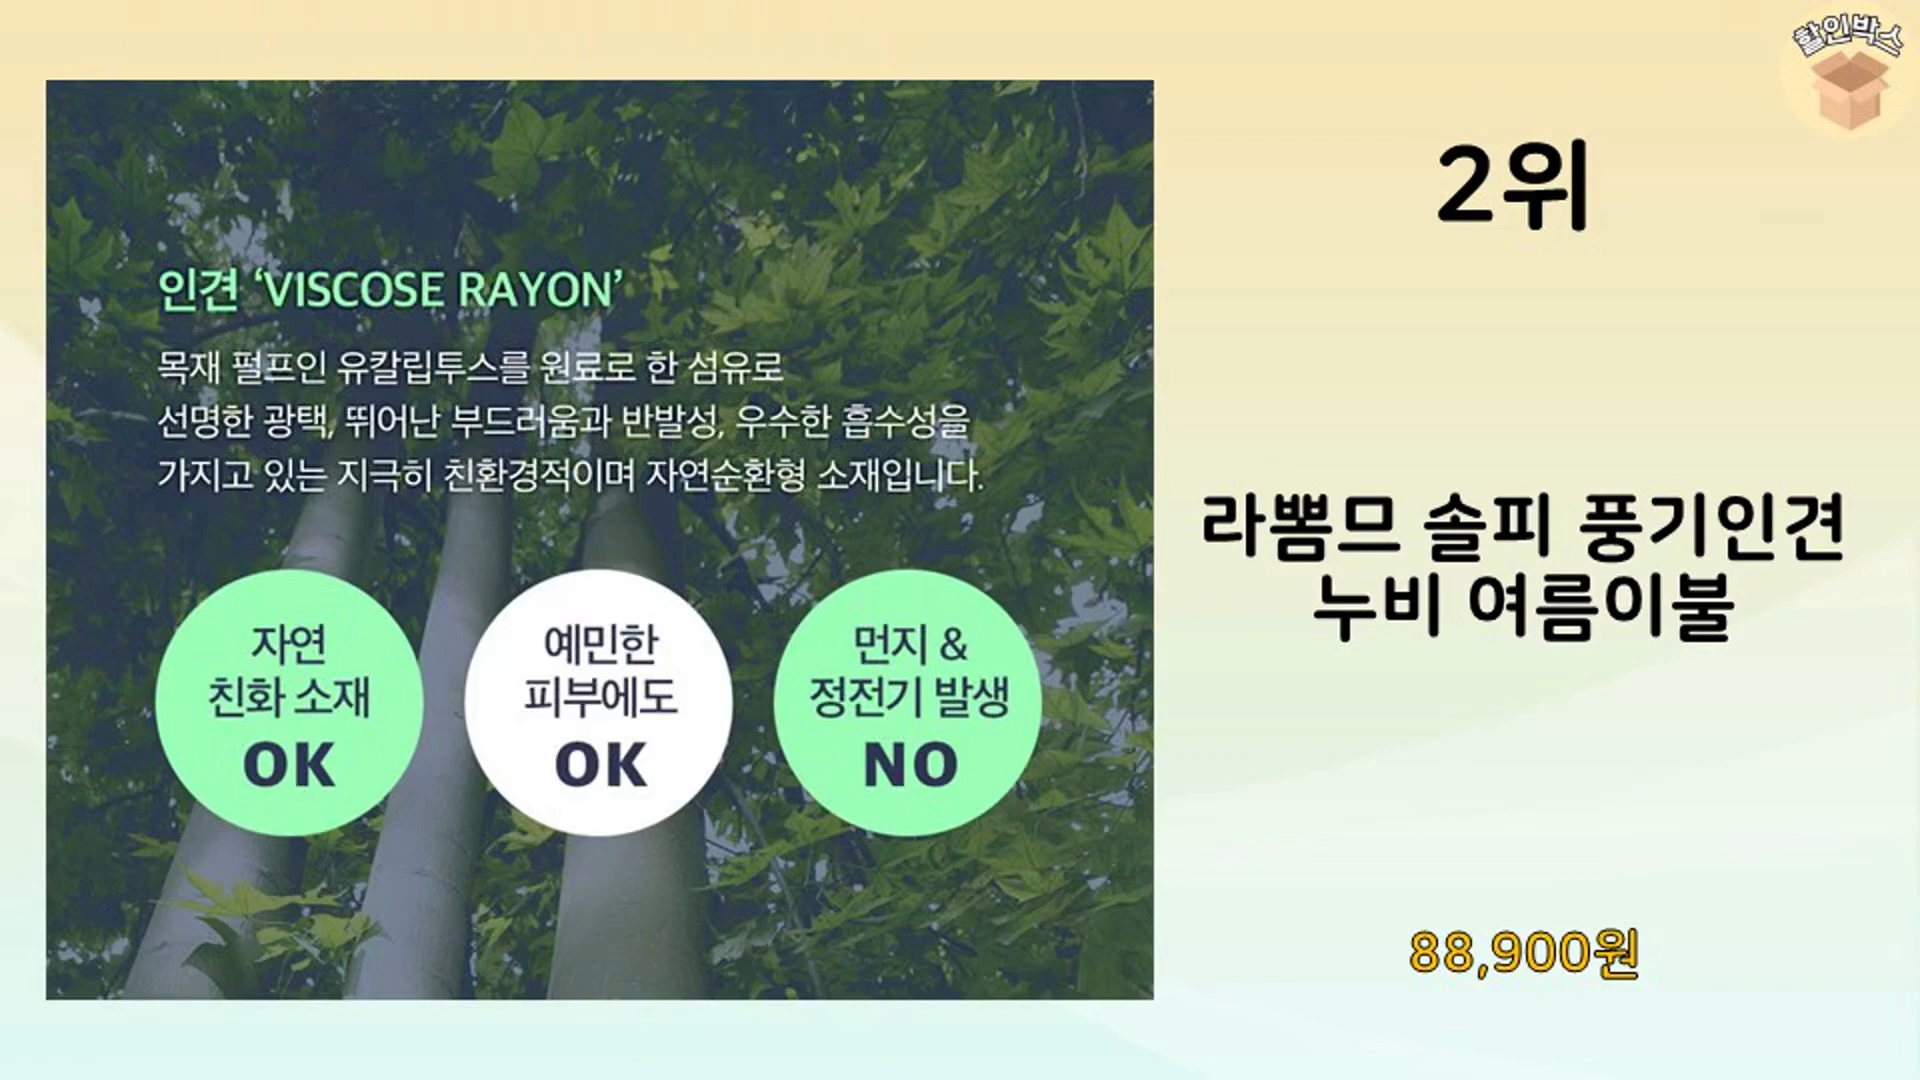 할인박스
2위
인견 ‘VISCOSE RAYON’
목재 펄프인 유칼립투스를 원료로 한 섬유로
선명한 광택, 뛰어난 부드러움과 반발성, 우수한 흡수성을
가지고 있는 지극히 친환경적이며 자연순환형 소재입니다.
자연
친화 소재
OK
예민한
피부에도
OK
먼지 &
정전기 발생
NO
라뽐므 솔피 풍기인견
누비 여름이불
88,900원